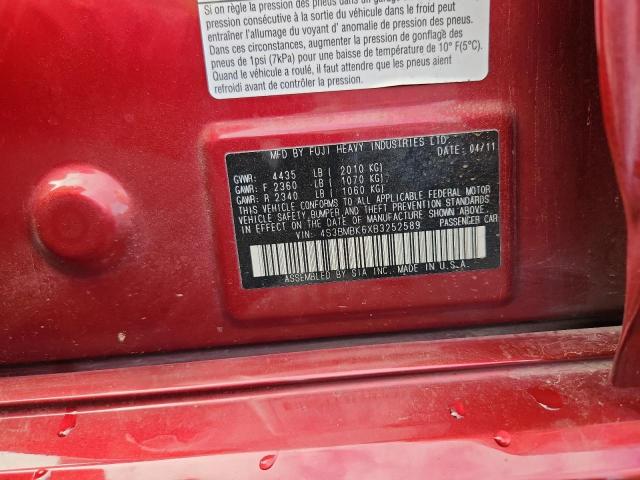 Si on règle la pression des pneus dans un garage
pression consécutive à la sortie du véhicule dans le froid peut
entraîner l'allumage du voyant d' anomalie de pression des pneus.
Dans ces circonstances, augmenter la pression de gonflage des
pneus de 1psi (7kPa) pour une baisse de température de 10° F(5°C).
Quand le véhicule a roulé, il faut attendre que les pneus aient
refroidi avant de contrôler la pression.
MFD BY FUJI HEAVY INDUSTRIES LTD.
DATE: 04/11
GVWR: 4435 LB ( 2010 KG)
GAWR: F 2360 LB ( 1070 KG)
GAWR: R 2340 LB ( 1060 KG)
THIS VEHICLE CONFORMS TO ALL APPLICABLE FEDERAL MOTOR
VEHICLE SAFETY, BUMPER, AND THEFT PREVENTION STANDARDS
IN EFFECT ON THE DATE OF MANUFACTURE SHOWN ABOVE.
VIN: 4S3BMBK6XB3252589 PASSENGER CAR
ASSEMBLED BY SIA INC. MADE IN U.S.A.